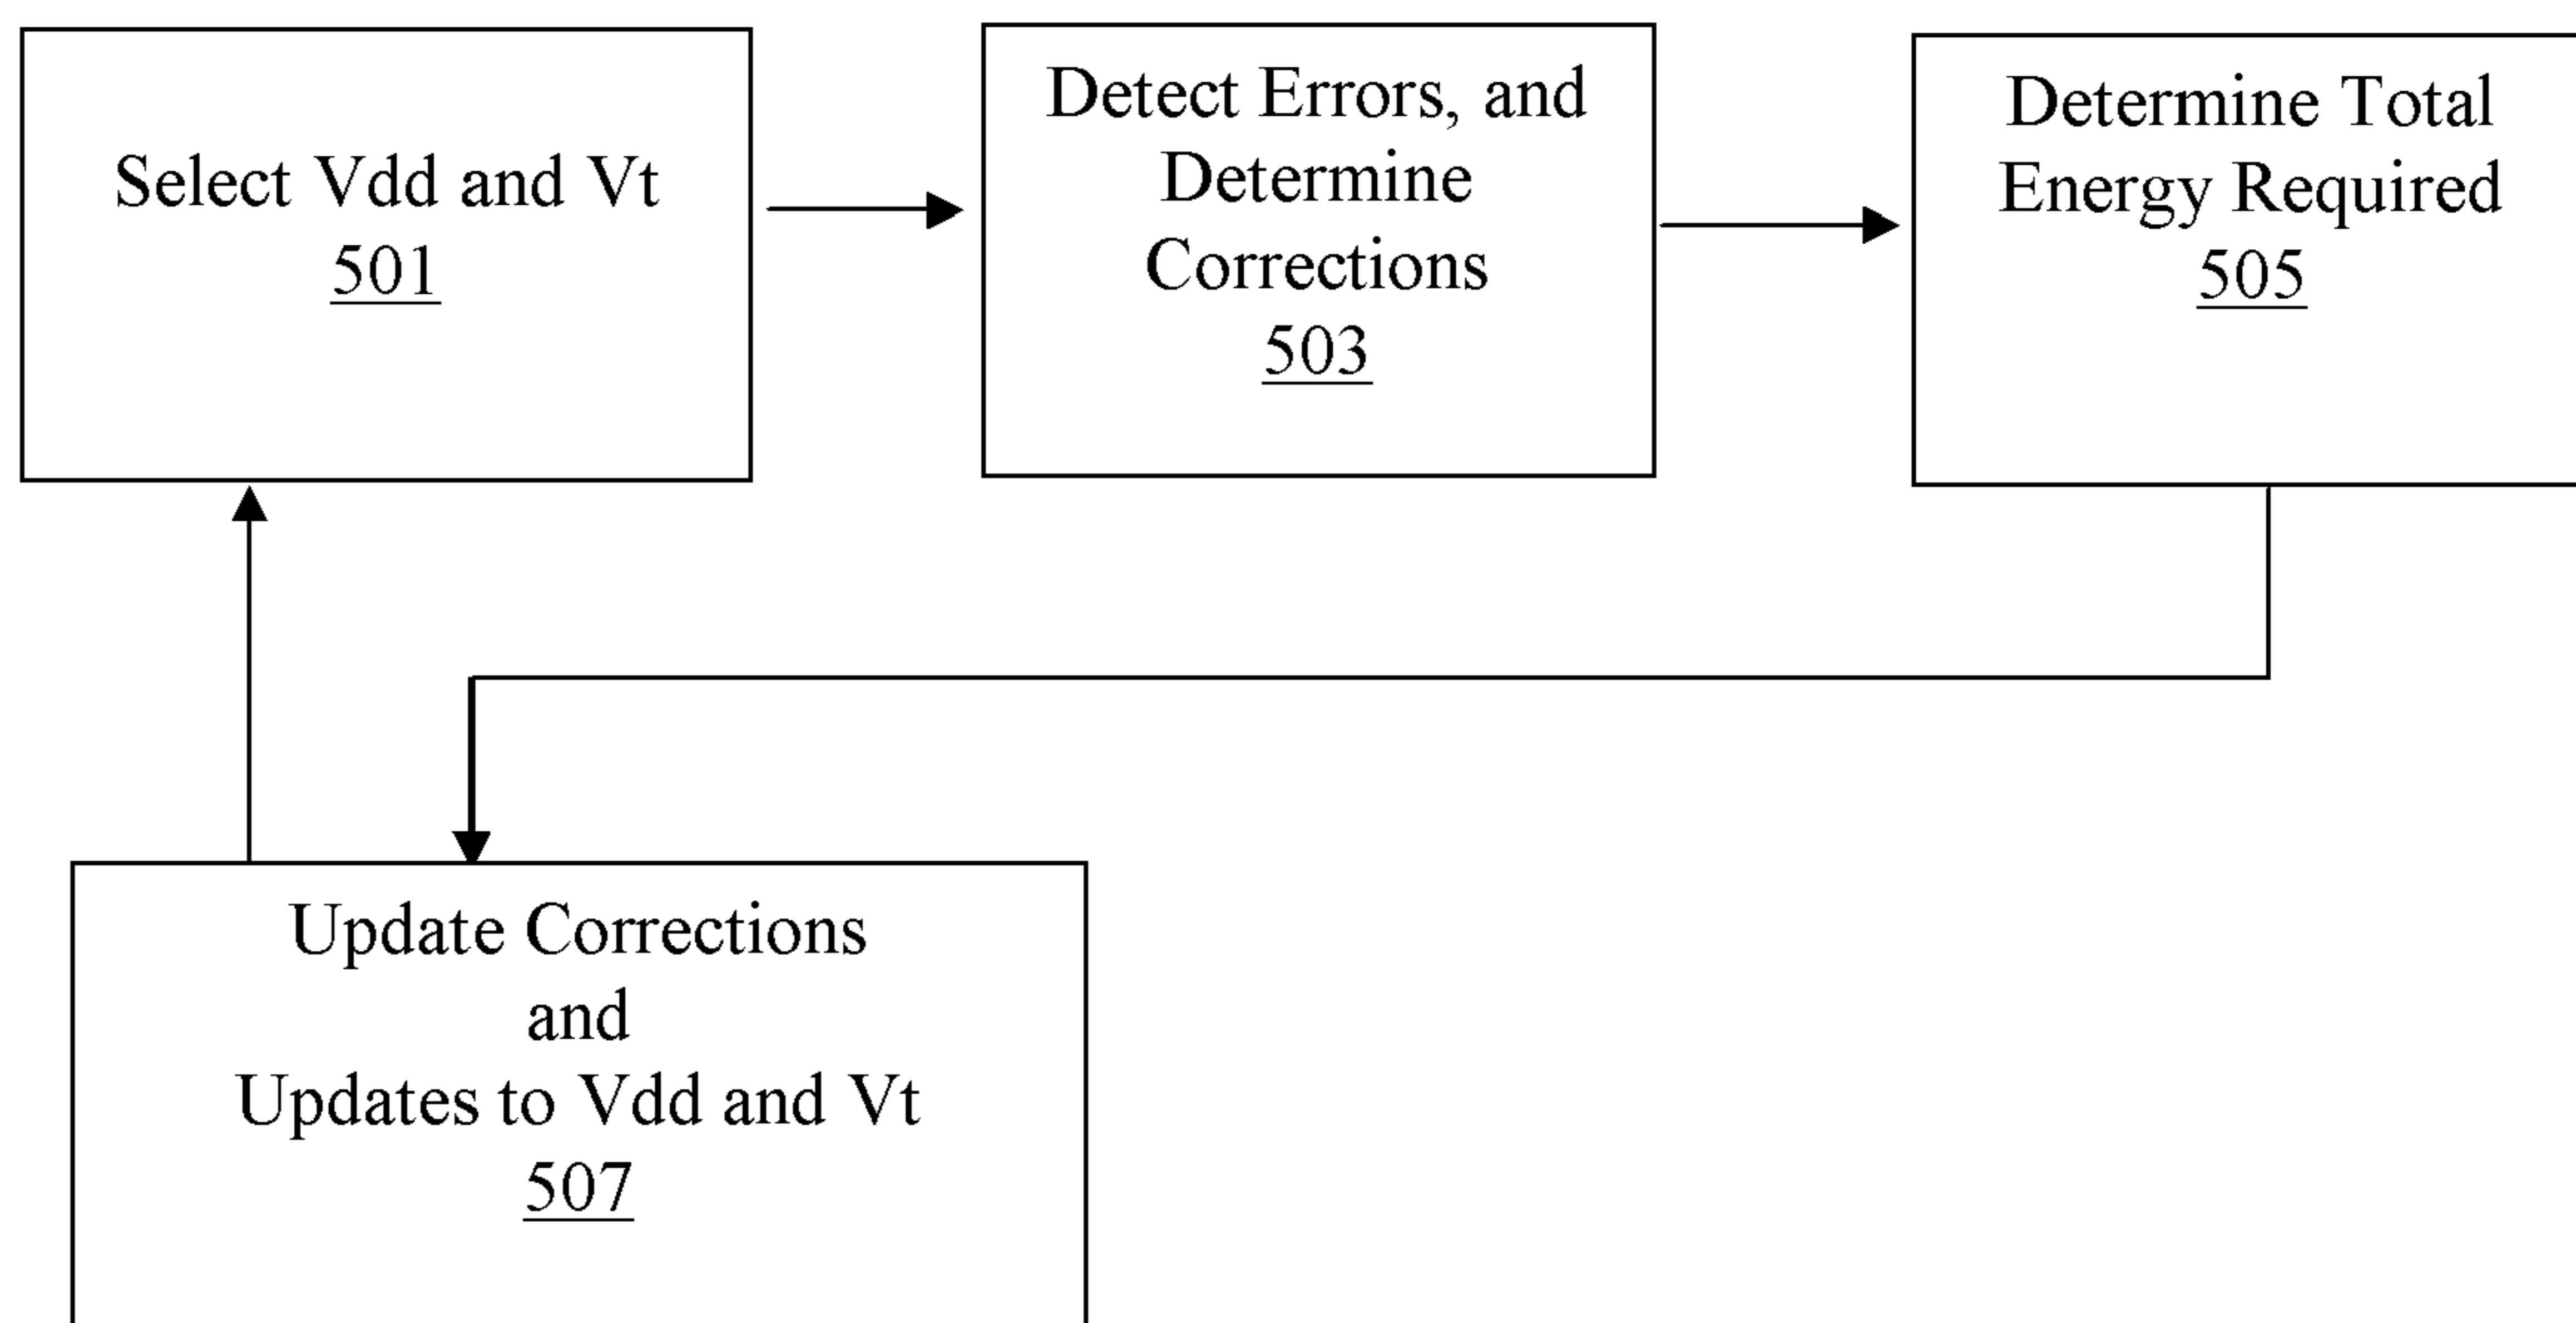 Select Vdd and Vt
501
Detect Errors, and
Determine
Corrections
503
Determine Total
Energy Required
505
Update Corrections
and
Updates to Vdd and Vt
507